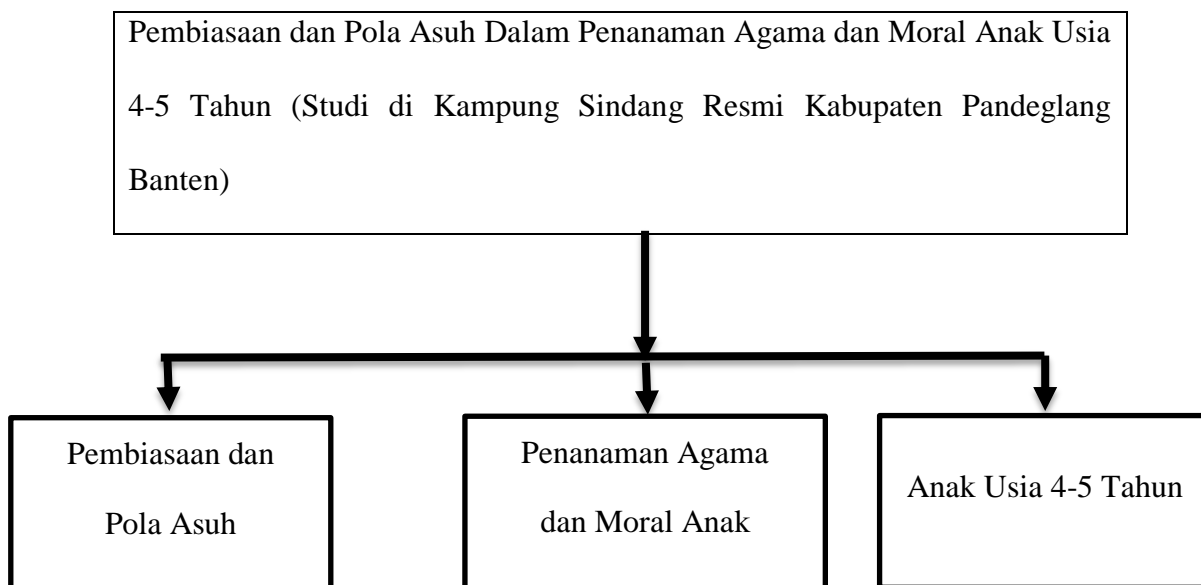 Pembiasaan dan Pola Asuh Dalam Penanaman Agama dan Moral Anak Usia
4-5 Tahun (Studi di Kampung Sindang Resmi Kabupaten Pandeglang
Banten)
Pembiasaan dan
Pola Asuh
Penanaman Agama
dan Moral Anak
Anak Usia 4-5 Tahun